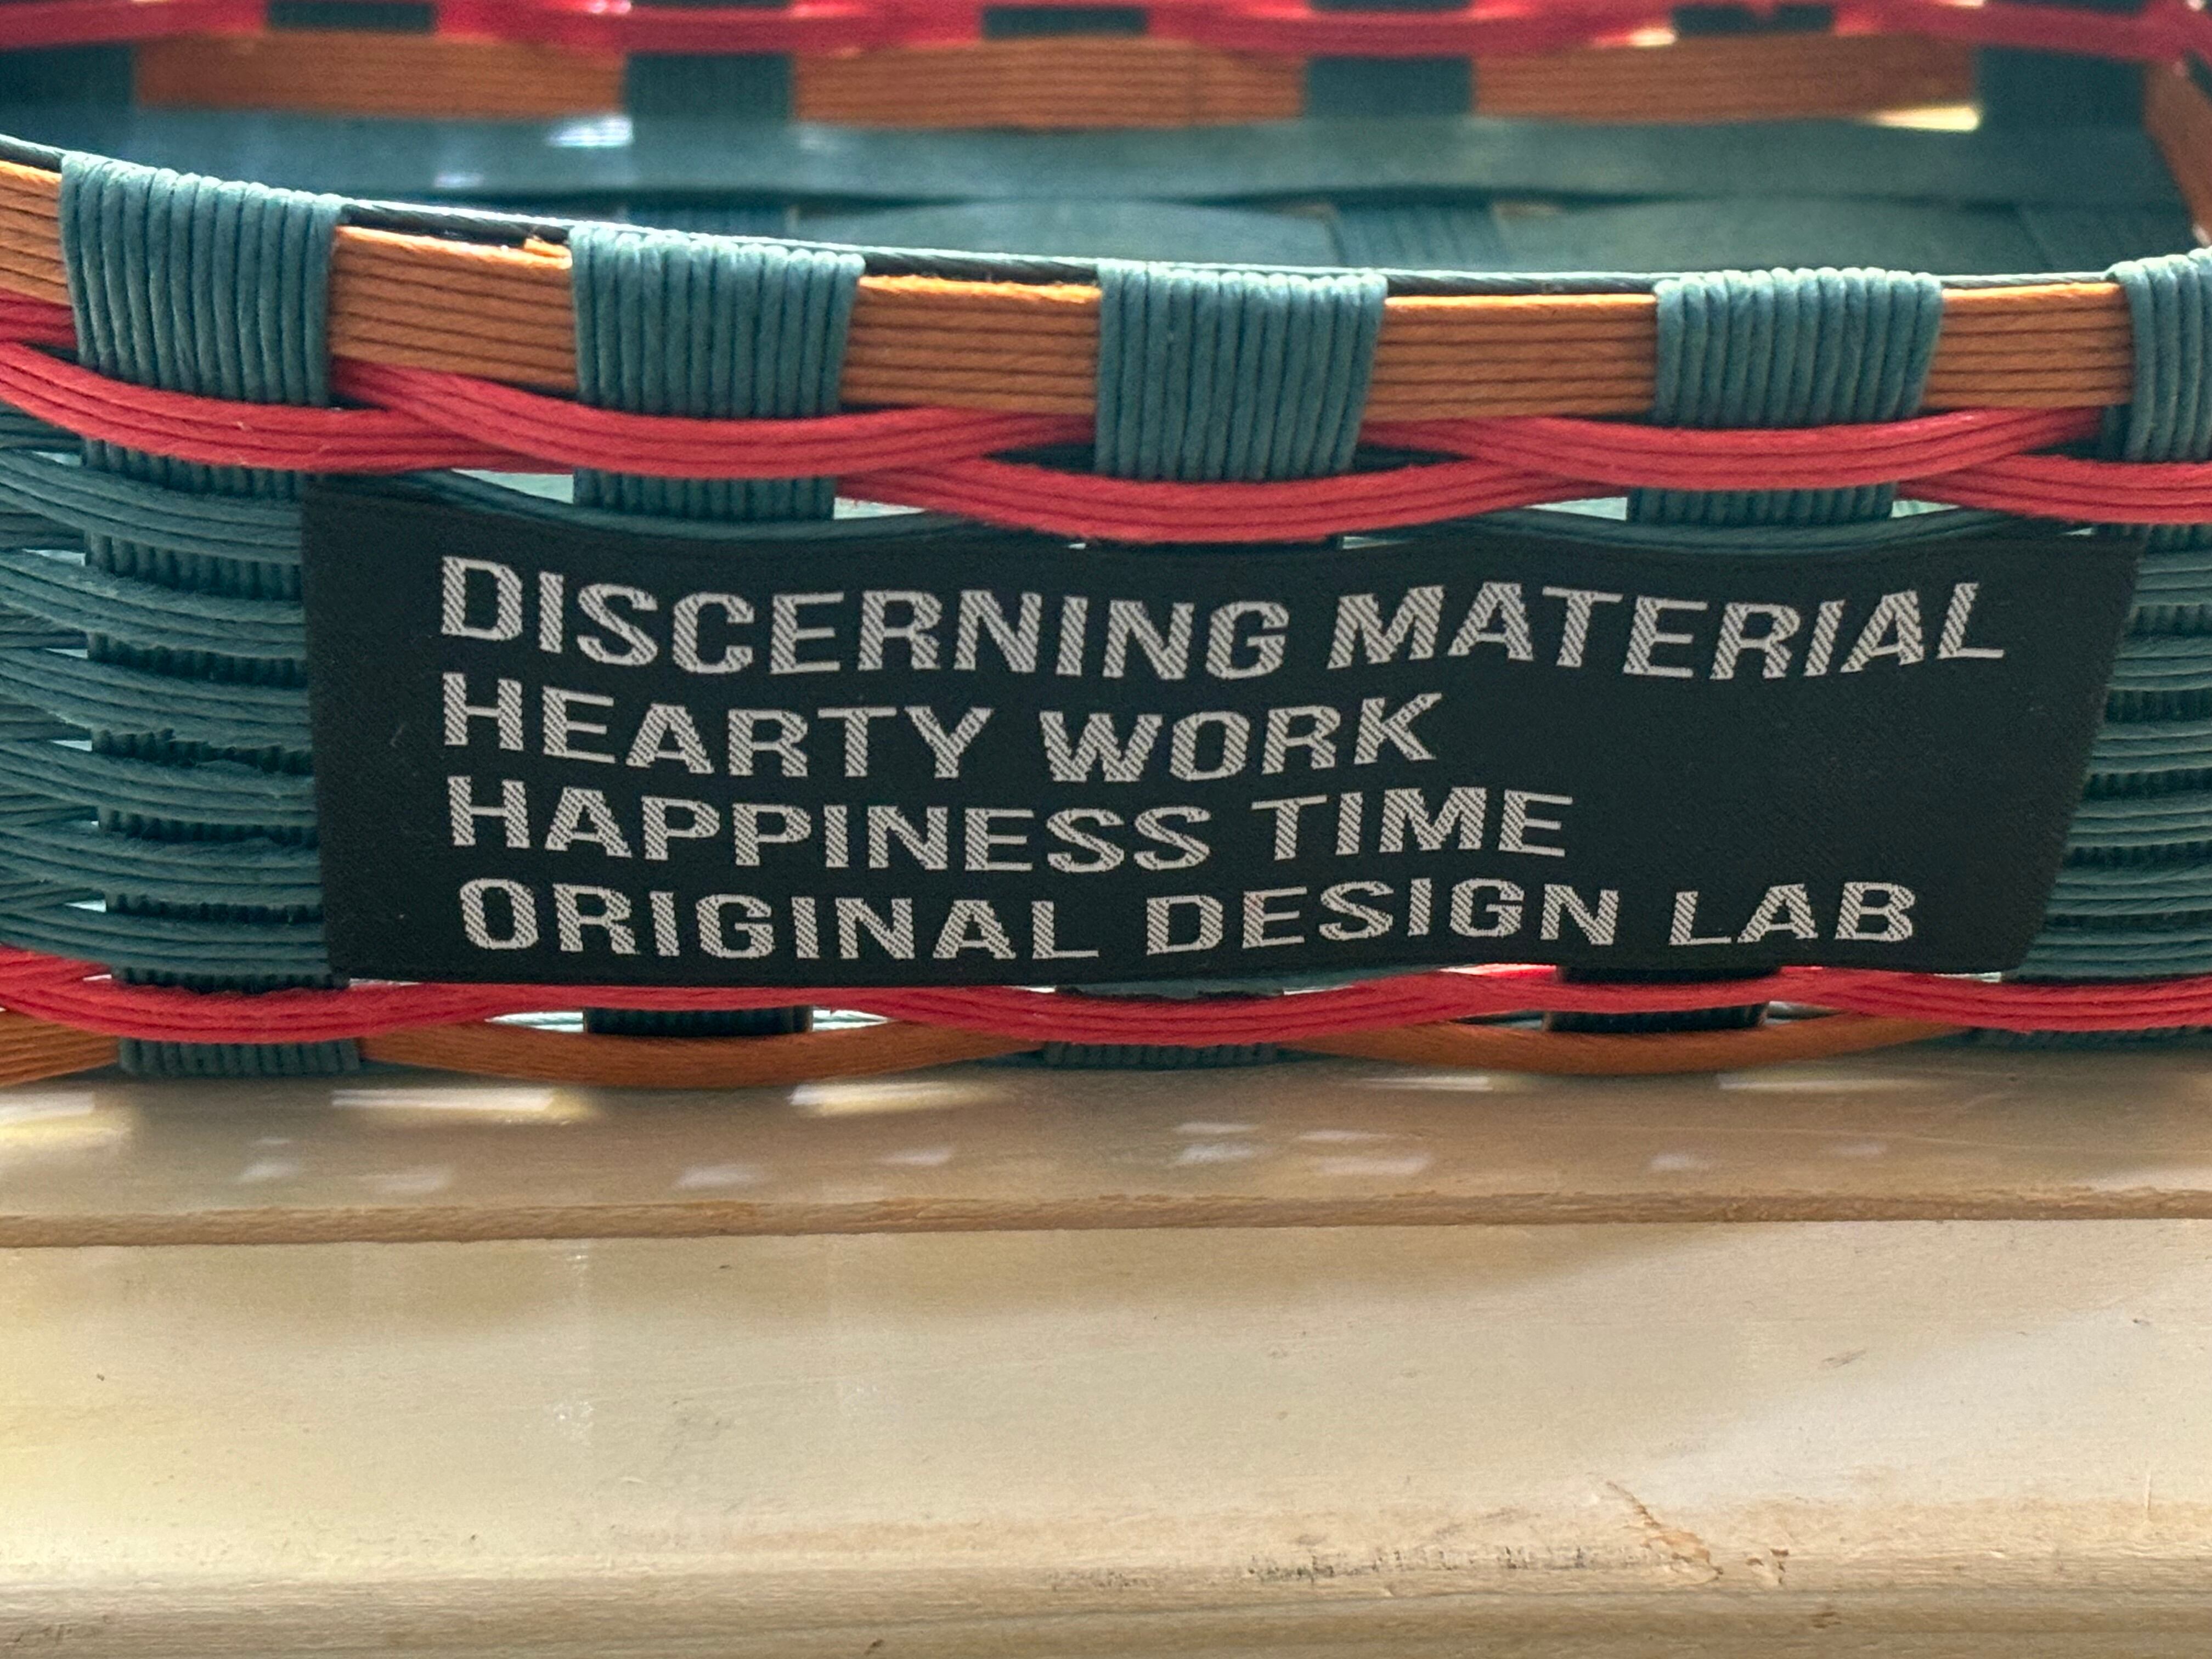 DISCERNING MATERIAL
HEARTY WORK
HAPPINESS TIME
ORIGINAL DESIGN LAB